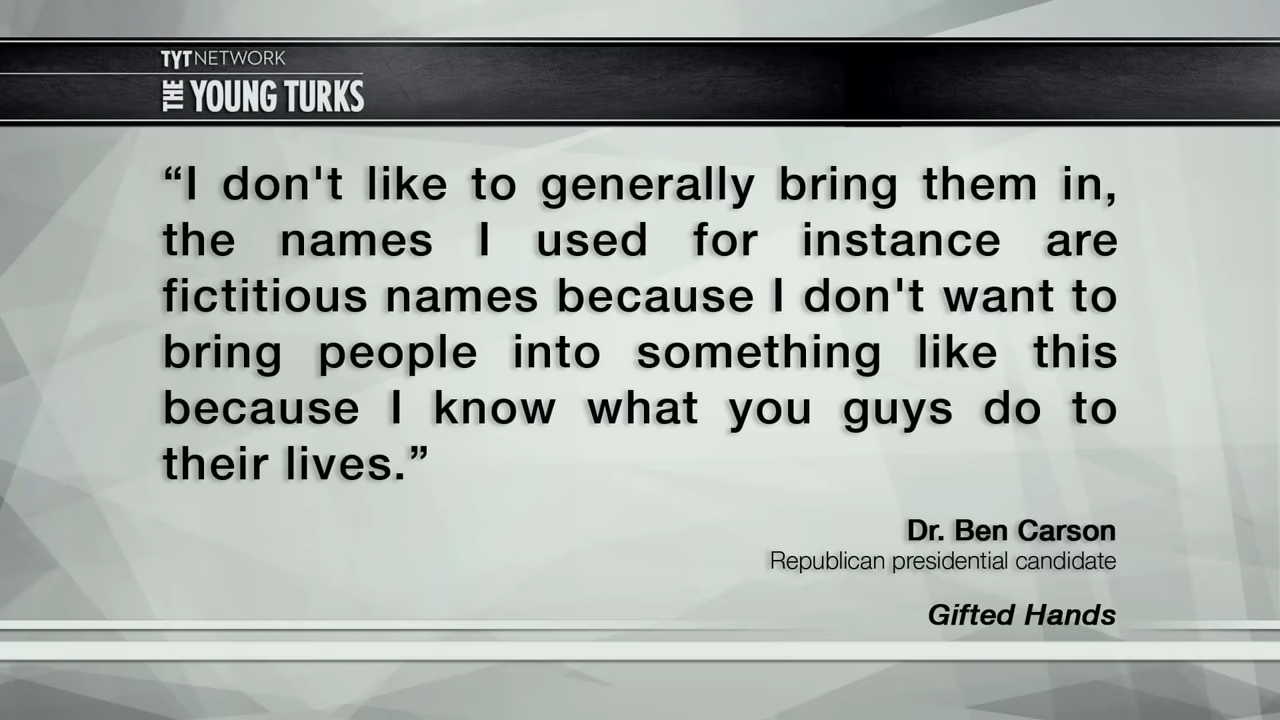 TYT NETWORK
THE YOUNG TURKS
“I don't like to generally bring them in,
the names I used for instance are
fictitious names because I don't want to
bring people into something like this
because I know what you guys do to
their lives.”
Dr. Ben Carson
Republican presidential candidate
Gifted Hands